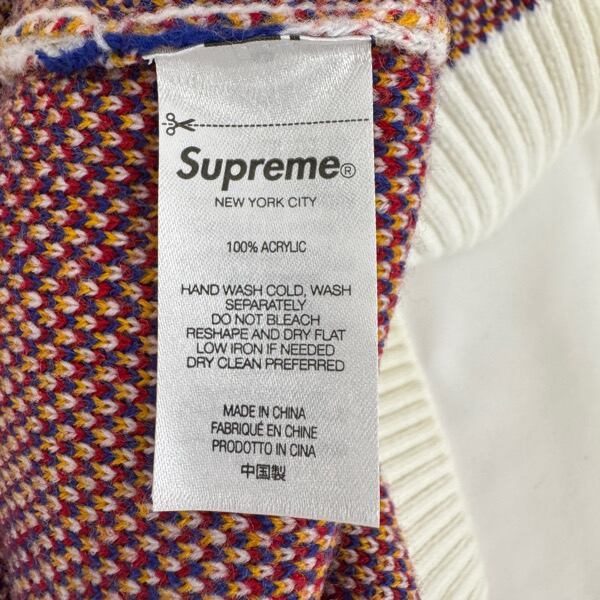 Supreme®
NEW YORK CITY
100% ACRYLIC
HAND WASH COLD, WASH
SEPARATELY
DO NOT BLEACH
RESHAPE AND DRY FLAT
LOW IRON IF NEEDED
DRY CLEAN PREFERRED
MADE IN CHINA
FABRIQUÉ EN CHINE
PRODOTTO IN CINA
中国製